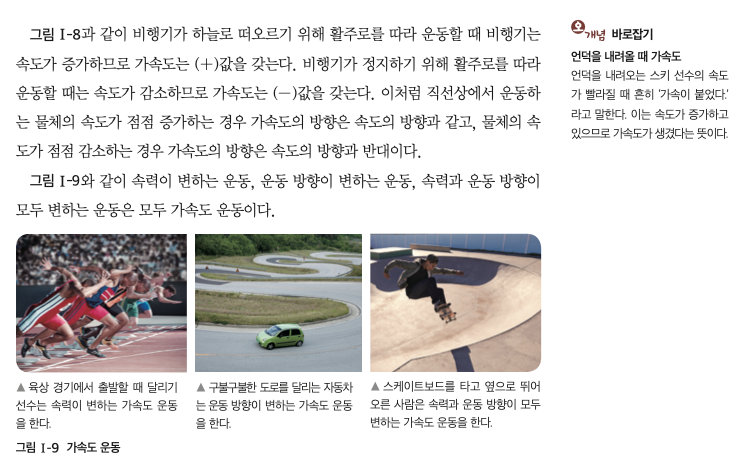 그림 Ⅰ-8과 같이 비행기가 하늘로 떠오르기 위해 활주로를 따라 운동할 때 비행기는
속도가 증가하므로 가속도는 (+)값을 갖는다. 비행기가 정지하기 위해 활주로를 따라
운동할 때는 속도가 감소하므로 가속도는 (−)값을 갖는다. 이처럼 직선상에서 운동하
는 물체의 속도가 점점 증가하는 경우 가속도의 방향은 속도의 방향과 같고, 물체의 속
도가 점점 감소하는 경우 가속도의 방향은 속도의 방향과 반대이다.
그림 Ⅰ-9와 같이 속력이 변하는 운동, 운동 방향이 변하는 운동, 속력과 운동 방향이
모두 변하는 운동은 모두 가속도 운동이다.
오개념 바로잡기
언덕을 내려올 때 가속도
언덕을 내려오는 스키 선수의 속도
가 빨라질 때 흔히 '가속이 붙었다.'
라고 말한다. 이는 속도가 증가하고
있으므로 가속도가 생겼다는 뜻이다.
▲ 육상 경기에서 출발할 때 달리기
선수는 속력이 변하는 가속도 운동
을 한다.
▲ 구불구불한 도로를 달리는 자동차
는 운동 방향이 변하는 가속도 운동
을 한다.
▲ 스케이트보드를 타고 옆으로 뛰어
오른 사람은 속력과 운동 방향이 모두
변하는 가속도 운동을 한다.
그림 Ⅰ-9 가속도 운동